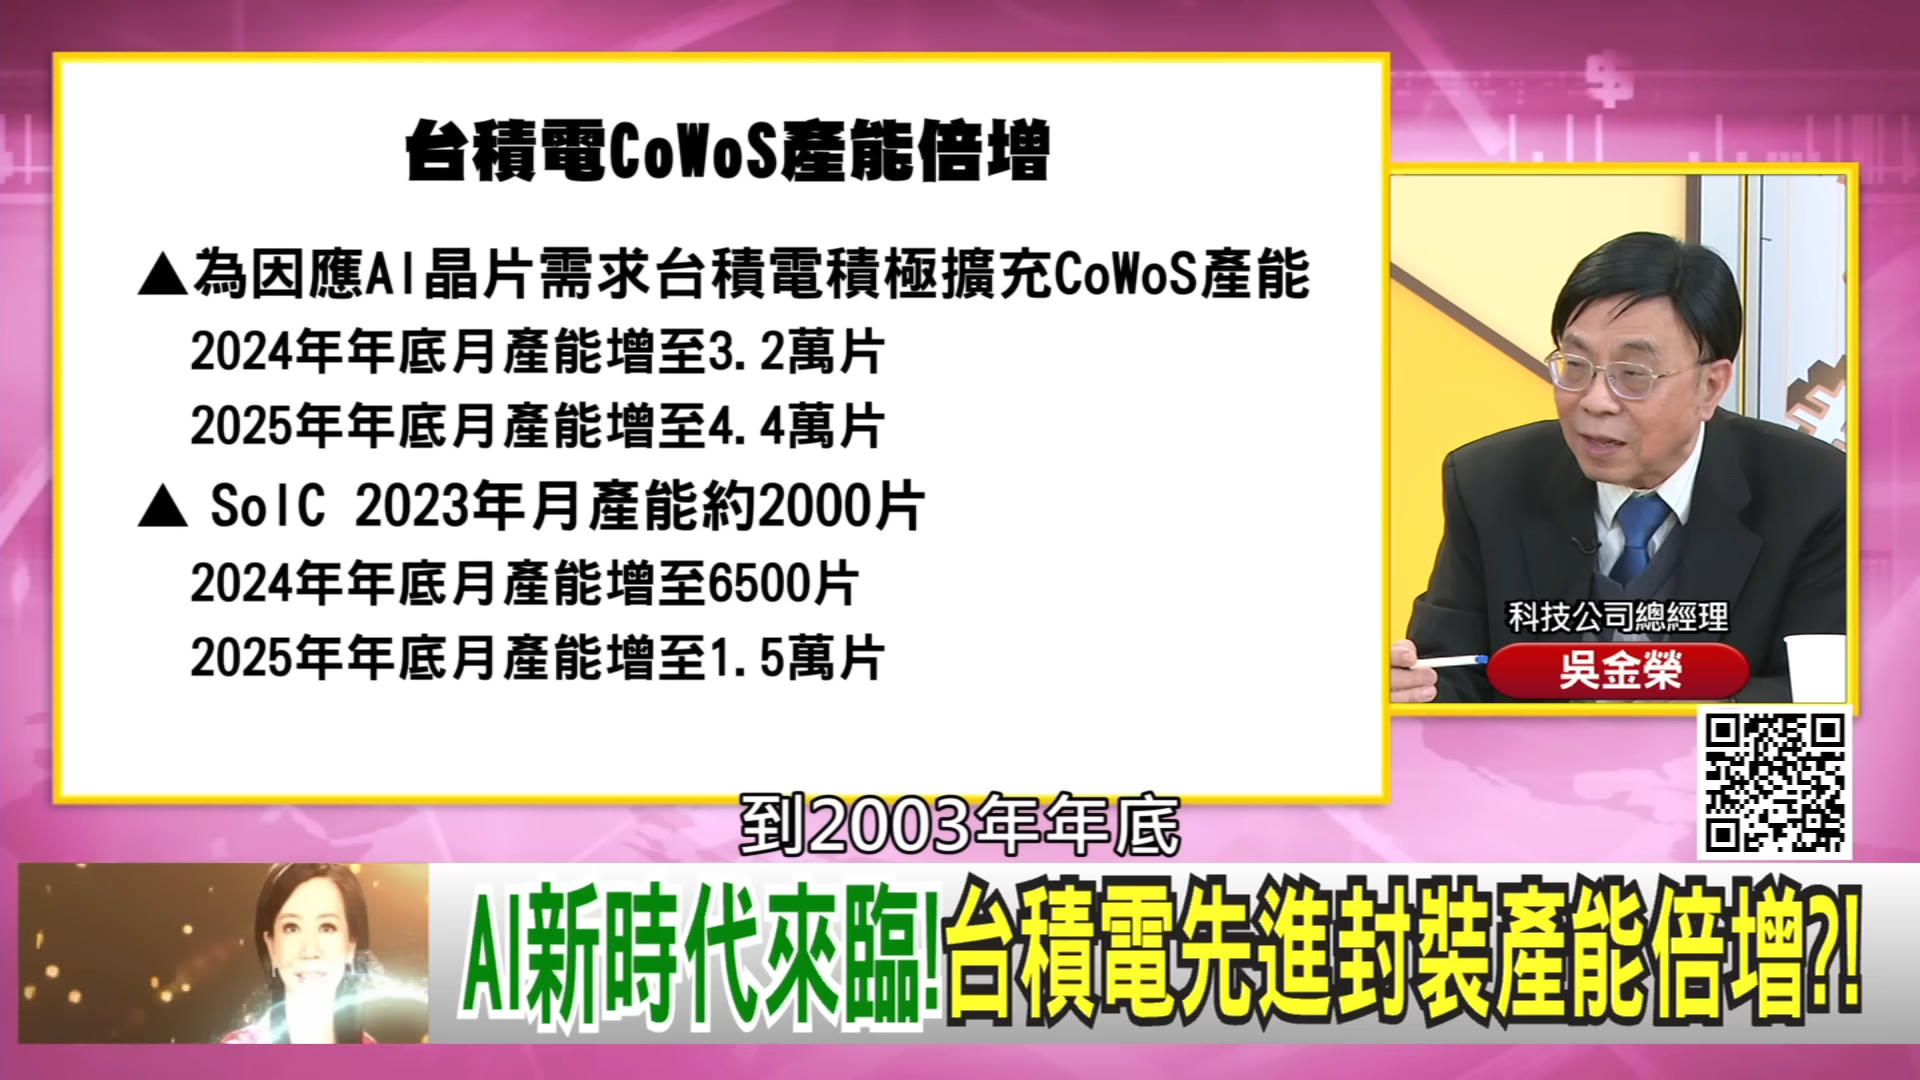 台積電CoWoS產能倍增
▲為因應AI晶片需求台積電積極擴充CoWoS產能
2024年年底月產能增至3.2萬片
2025年年底月產能增至4.4萬片
▲ SoIC 2023年月產能約2000片
2024年年底月產能增至6500片
2025年年底月產能增至1.5萬片
科技公司總經理
吳金榮
到2003年年底
AI新時代來臨!台積電先進封裝產能倍增?!